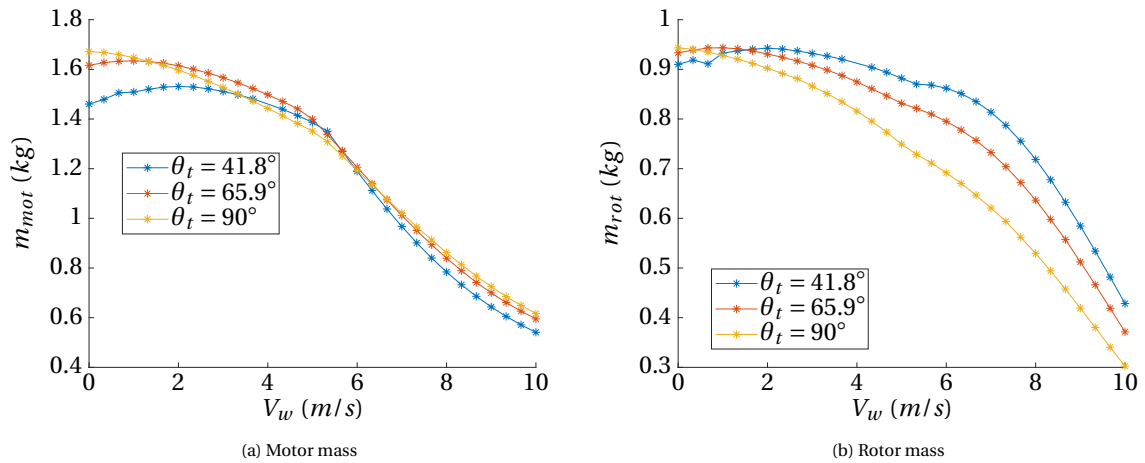 1.8
1.6
1.4
1.2
1
0.8
0.6
0.4
m_mot (kg)
θ_t = 41.8°
θ_t = 65.9°
θ_t = 90°
0 2 4 6 8 10
V_w (m/s)
(a) Motor mass
1
0.9
0.8
0.7
0.6
0.5
0.4
0.3
m_rot (kg)
θ_t = 41.8°
θ_t = 65.9°
θ_t = 90°
0 2 4 6 8 10
V_w (m/s)
(b) Rotor mass